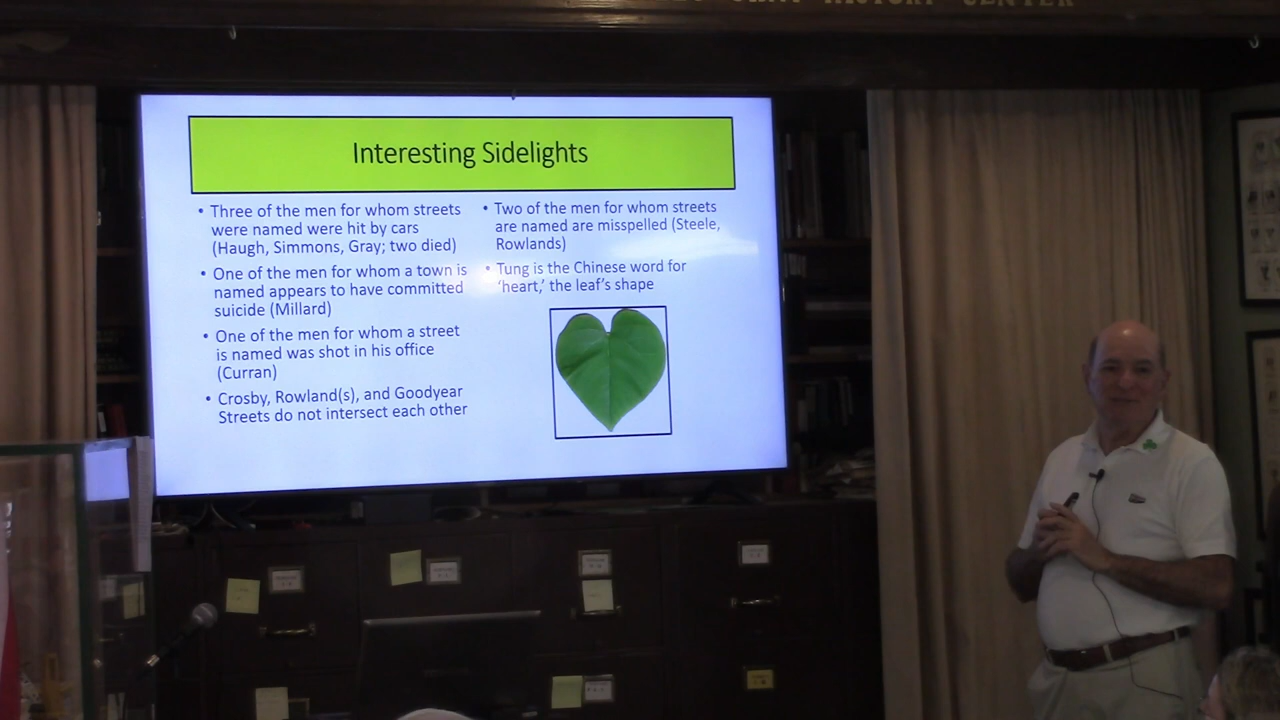 HISTORY CENTER
Interesting Sidelights
• Three of the men for whom streets
were named were hit by cars
(Haugh, Simmons, Gray; two died)
• One of the men for whom a town is
named appears to have committed
suicide (Millard)
• One of the men for whom a street
is named was shot in his office
(Curran)
• Crosby, Rowland(s), and Goodyear
Streets do not intersect each other
• Two of the men for whom streets
are named are misspelled (Steele,
Rowlands)
• Tung is the Chinese word for
‘heart,’ the leaf’s shape